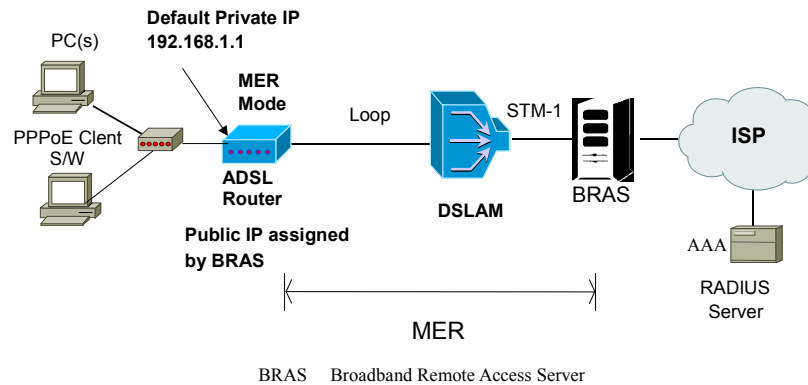 Default Private IP
192.168.1.1
PC(s)
MER
Mode
Loop
STM-1
ISP
PPPoE Clent
S/W
ADSL
Router
DSLAM
BRAS
Public IP assigned
by BRAS
AAA
RADIUS
Server
MER
BRAS Broadband Remote Access Server